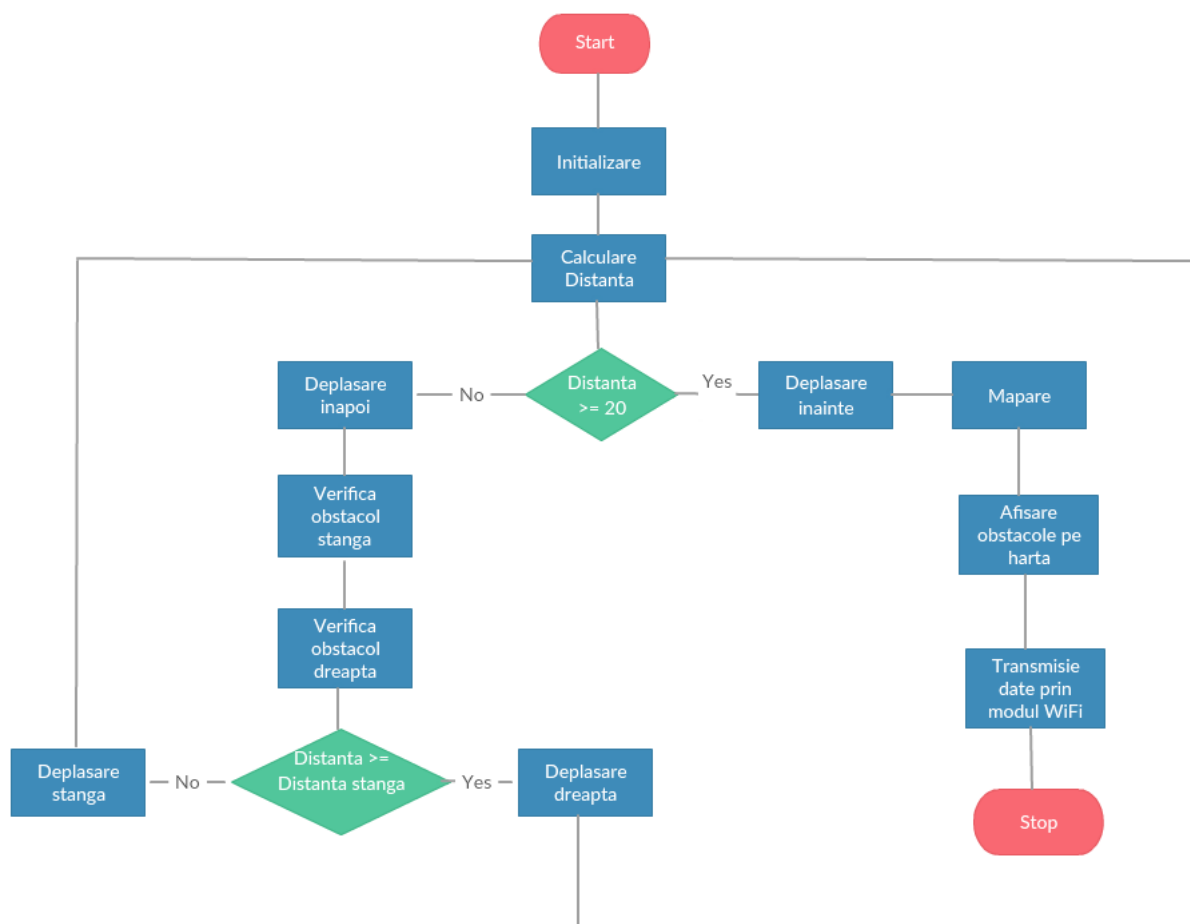 Start
Initializare
Calculare
Distanta
Distanta
>= 20
No
Yes
Deplasare
inapoi
Deplasare
inainte
Mapare
Verifica
obstacol
stanga
Afisare
obstacole pe
harta
Verifica
obstacol
dreapta
Transmisie
date prin
modul WiFi
Distanta >=
Distanta stanga
No
Yes
Deplasare
stanga
Deplasare
dreapta
Stop